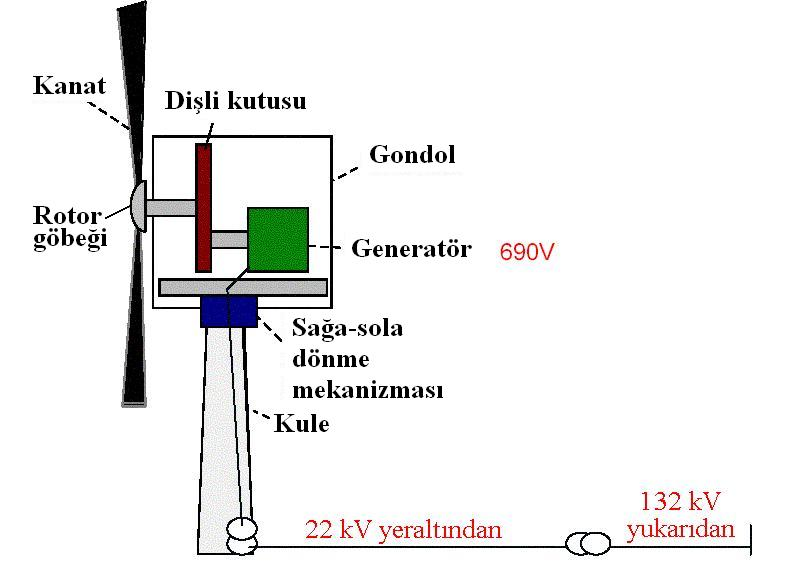 Kanat
Dişli kutusu
Gondol
Rotor
göbeği
Generatör
690V
Sağa-sola
dönme
mekanizması
Kule
22 kV yeraltından
132 kV
yukarıdan